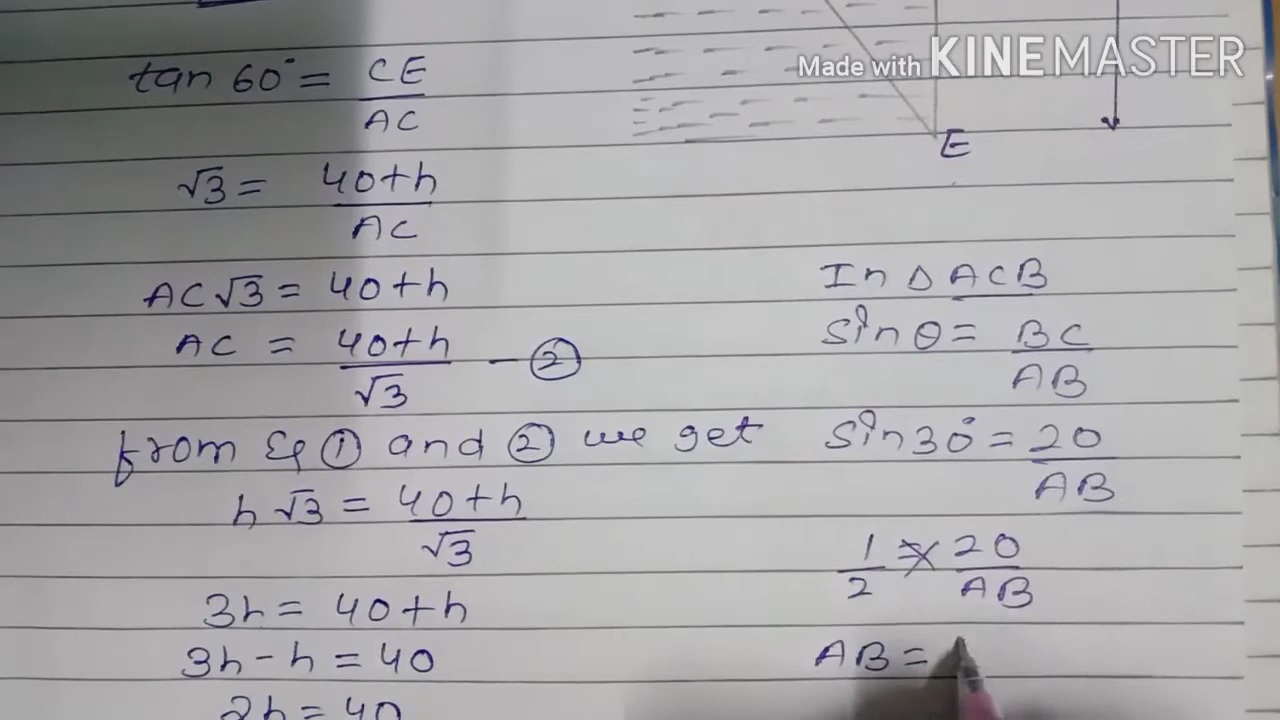 Made with KINEMASTER
tan 60° = CE / AC
E
√3 = 40+h / AC
AC√3 = 40+h
AC = 40+h / √3 — ②
from Eq ① and ② we get
h√3 = 40+h / √3
3h = 40+h
3h - h = 40
2h = 40
In Δ ACB
sin θ = BC / AB
sin 30° = 20 / AB
1 / 2 = 20 / AB
AB =